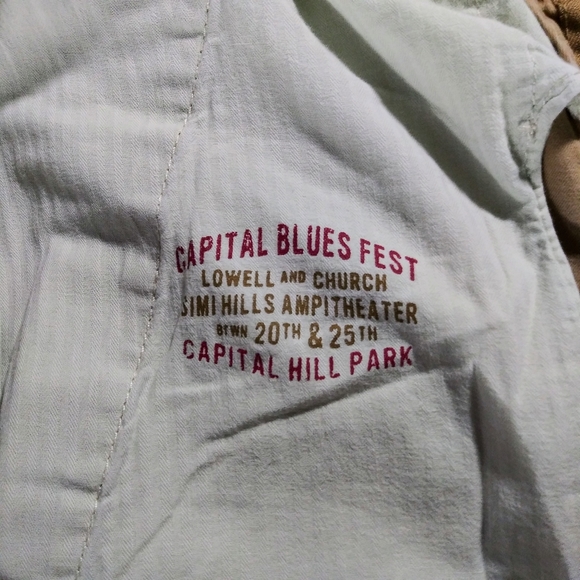 CAPITAL BLUES FEST
LOWELL AND CHURCH
SIMI HILLS AMPITHEATER
BTWN 20TH & 25TH
CAPITAL HILL PARK